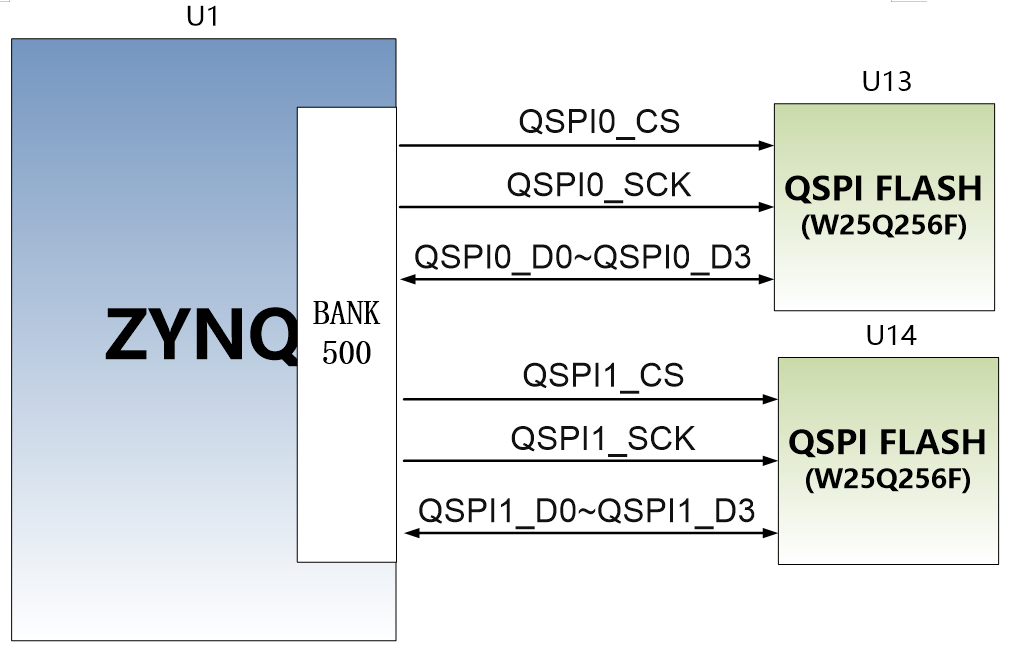 U1
ZYNQ
BANK
500
QSPI0_CS
QSPI0_SCK
QSPI0_D0~QSPI0_D3
U13
QSPI FLASH
(W25Q256F)
QSPI1_CS
QSPI1_SCK
QSPI1_D0~QSPI1_D3
U14
QSPI FLASH
(W25Q256F)